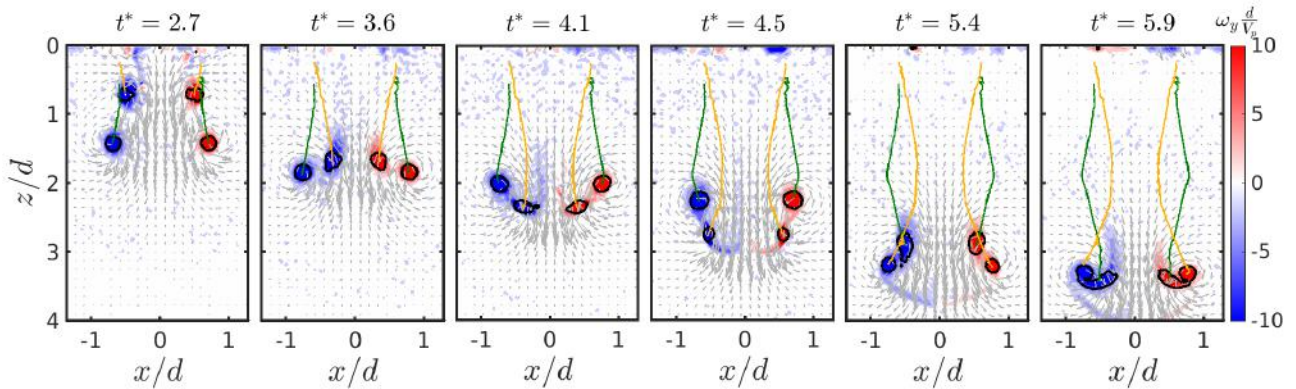 t* = 2.7
t* = 3.6
t* = 4.1
t* = 4.5
t* = 5.4
t* = 5.9
ω_y d/V_p
z/d
0
1
2
3
4
-1 0 1
-1 0 1
-1 0 1
-1 0 1
-1 0 1
-1 0 1
x/d
x/d
x/d
x/d
x/d
x/d
10
5
0
-5
-10